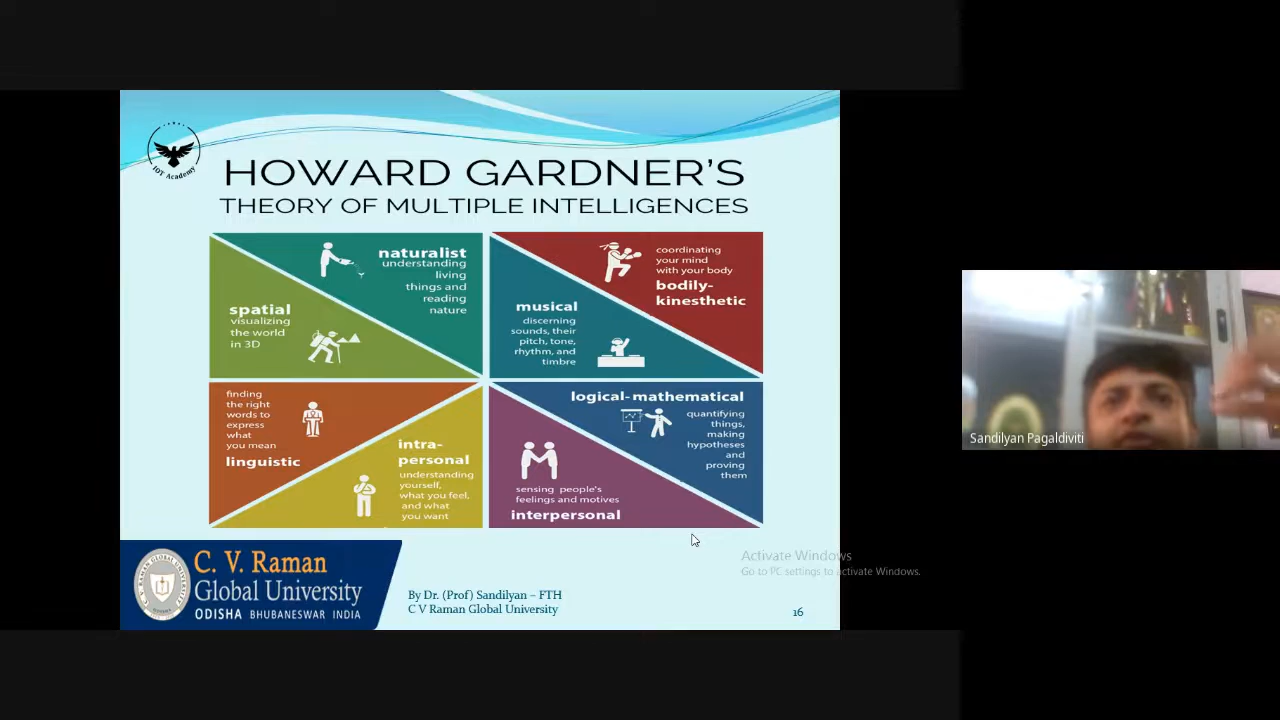 IOT Academy
HOWARD GARDNER'S
THEORY OF MULTIPLE INTELLIGENCES
naturalist
understanding
living
things and
reading
nature
spatial
visualizing
the world
in 3D
coordinating
your mind
with your body
bodily-
kinesthetic
musical
discerning
sounds, their
pitch, tone,
rhythm, and
timbre
finding
the right
words to
express
what
you mean
linguistic
intra-
personal
understanding
yourself,
what you feel,
and what
you want
logical-mathematical
quantifying
things,
making
hypotheses
and
proving
them
sensing people's
feelings and motives
interpersonal
C. V. Raman
Global University
ODISHA BHUBANESWAR INDIA
By Dr. (Prof) Sandilyan – FTH
C V Raman Global University
16
Activate Windows
Go to PC settings to activate Windows.
Sandilyan Pagaldiviti